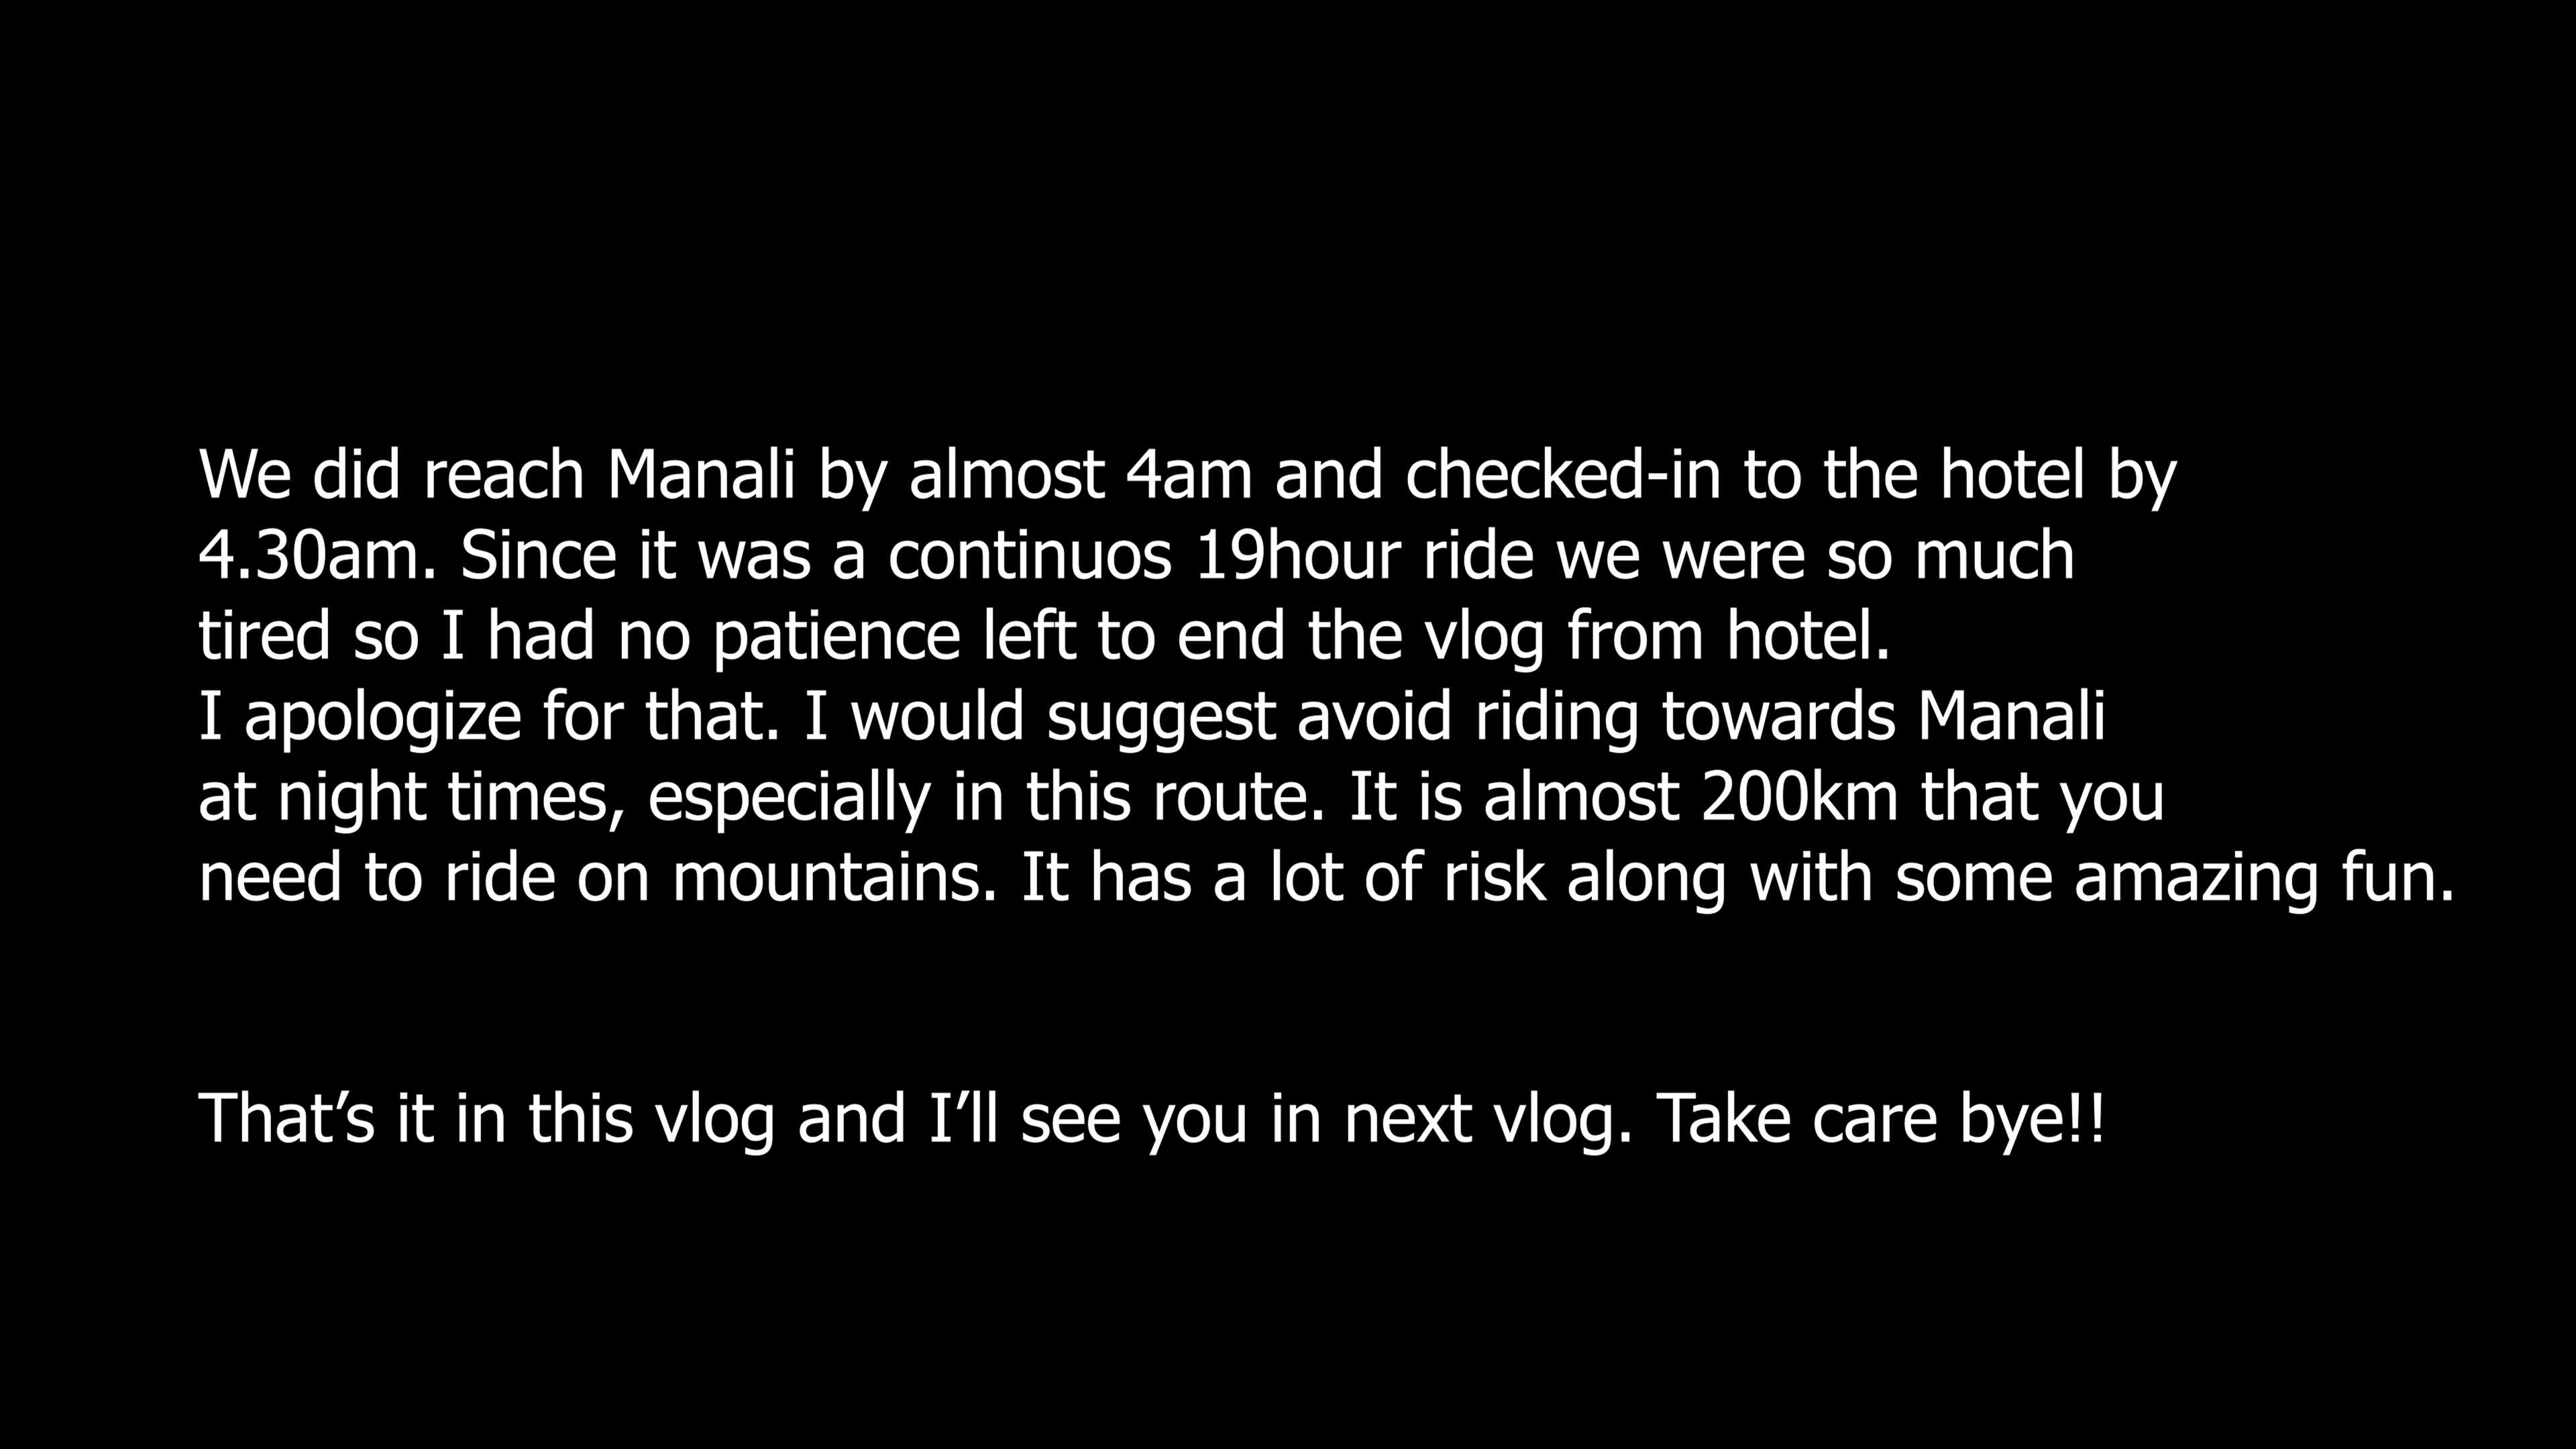 We did reach Manali by almost 4am and checked-in to the hotel by
4.30am. Since it was a continuos 19hour ride we were so much
tired so I had no patience left to end the vlog from hotel.
I apologize for that. I would suggest avoid riding towards Manali
at night times, especially in this route. It is almost 200km that you
need to ride on mountains. It has a lot of risk along with some amazing fun.
That’s it in this vlog and I’ll see you in next vlog. Take care bye!!